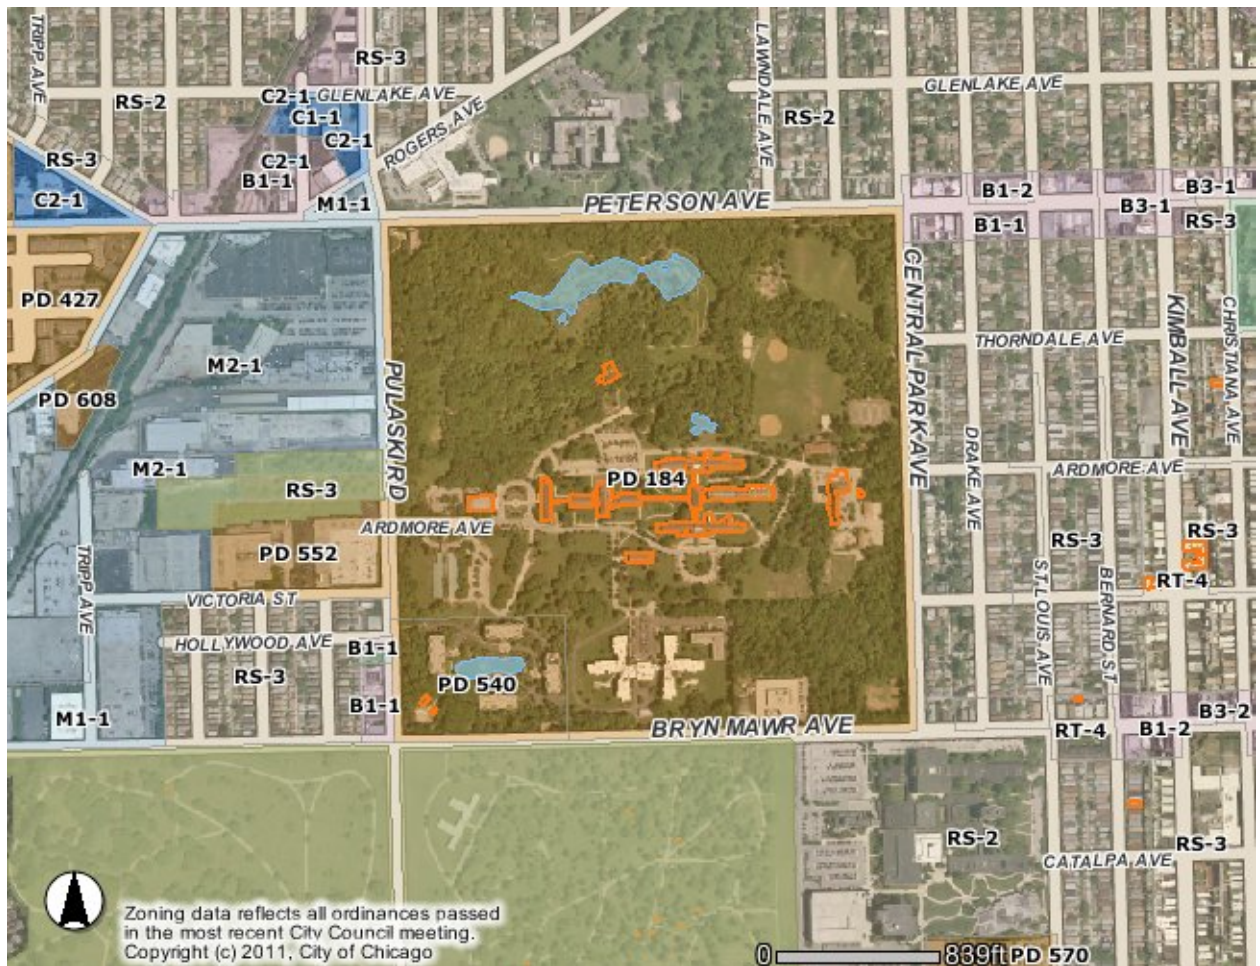 TRIPP AVE
RS-3
LAWNDALE AVE
GLENLAKE AVE
C2-1
GLENLAKE AVE
RS-2
C1-1
RS-2
ROGERS AVE
C2-1
RS-3
C2-1
B1-1
C2-1
M1-1
PETERSON AVE
B1-2
B3-1
B3-1
B1-1
RS-3
PD 427
CENTRAL PARK AVE
KIMBALL AVE
CHRISTIANA AVE
THORNDALE AVE
M2-1
PULASKI RD
PD 608
DRAKE AVE
M2-1
ARDMORE AVE
PD 184
RS-3
ARDMORE AVE
RS-3
RS-3
PD 552
TRIPP AVE
ST.LOUIS AVE
BERNARD ST
RT-4
VICTORIA ST
HOLLYWOOD AVE
B1-1
RS-3
PD 540
B1-1
M1-1
BRYN MAWR AVE
RT-4
B1-2
B3-2
RS-2
RS-3
CATALPA AVE
Zoning data reflects all ordinances passed
in the most recent City Council meeting.
Copyright (c) 2011, City of Chicago
0
839ft
PD 570